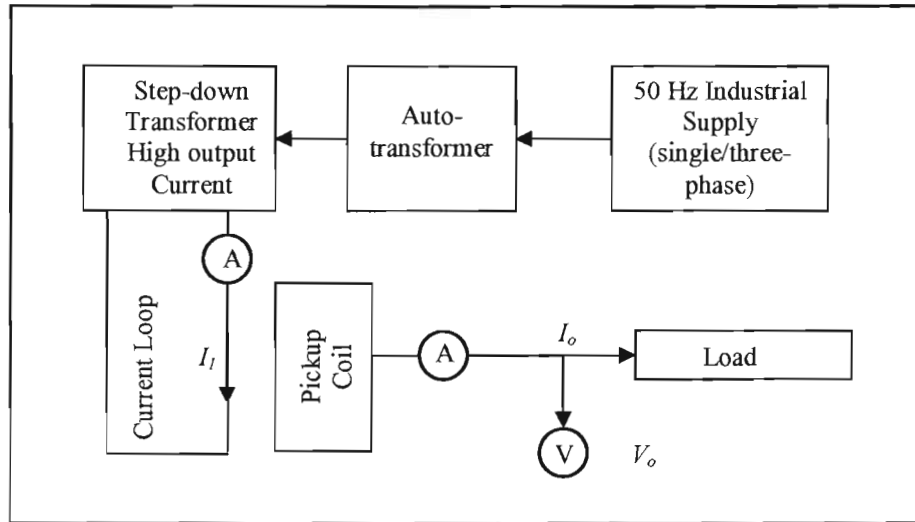 Step-down
Transformer
High output
Current
Auto-
transformer
50 Hz Industrial
Supply
(single/three-
phase)
A
Current Loop
I1
Pickup
Coil
A
Io
Load
V
Vo